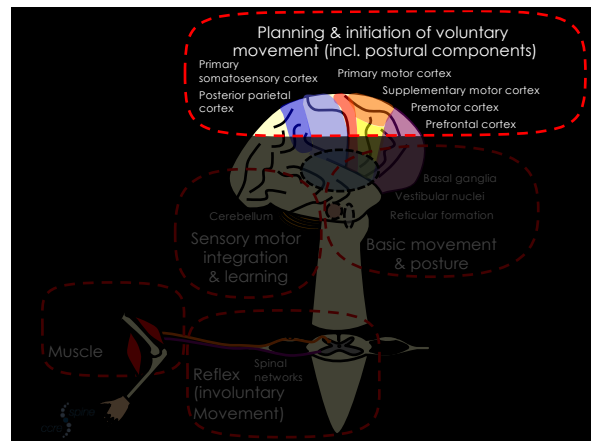 Planning & initiation of voluntary
movement (incl. postural components)
Primary
somatosensory cortex
Posterior parietal
cortex
Primary motor cortex
Supplementary motor cortex
Premotor cortex
Prefrontal cortex
Basal ganglia
Vestibular nuclei
Reticular formation
Basic movement
& posture
Cerebellum
Sensory motor
integration
& learning
Muscle
Spinal
networks
Reflex
(involuntary
Movement)
spine